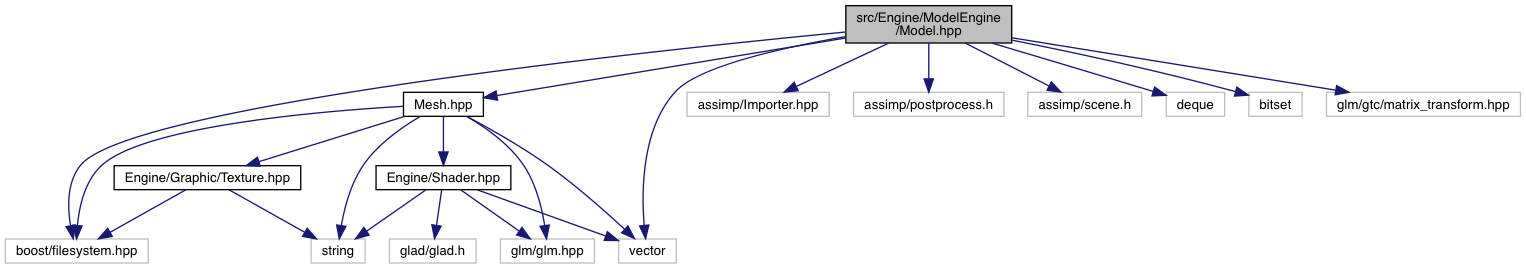 src/Engine/ModelEngine
/Model.hpp
Mesh.hpp
assimp/Importer.hpp
assimp/postprocess.h
assimp/scene.h
deque
bitset
glm/gtc/matrix_transform.hpp
Engine/Graphic/Texture.hpp
Engine/Shader.hpp
boost/filesystem.hpp
string
glad/glad.h
glm/glm.hpp
vector